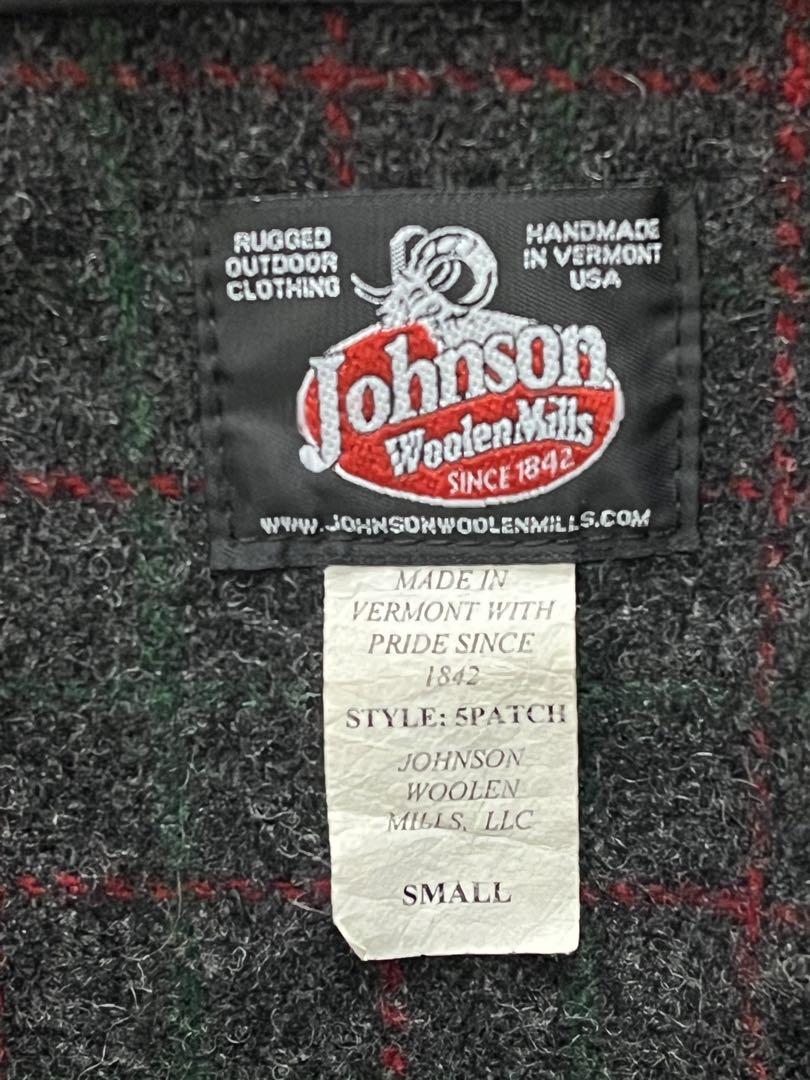 RUGGED
OUTDOOR
CLOTHING
HANDMADE
IN VERMONT
USA
Johnson
Woolen Mills
SINCE 1842
WWW.JOHNSONWOOLENMILLS.COM
MADE IN
VERMONT WITH
PRIDE SINCE
1842
STYLE: 5PATCH
JOHNSON
WOOLEN
MILLS, LLC
SMALL